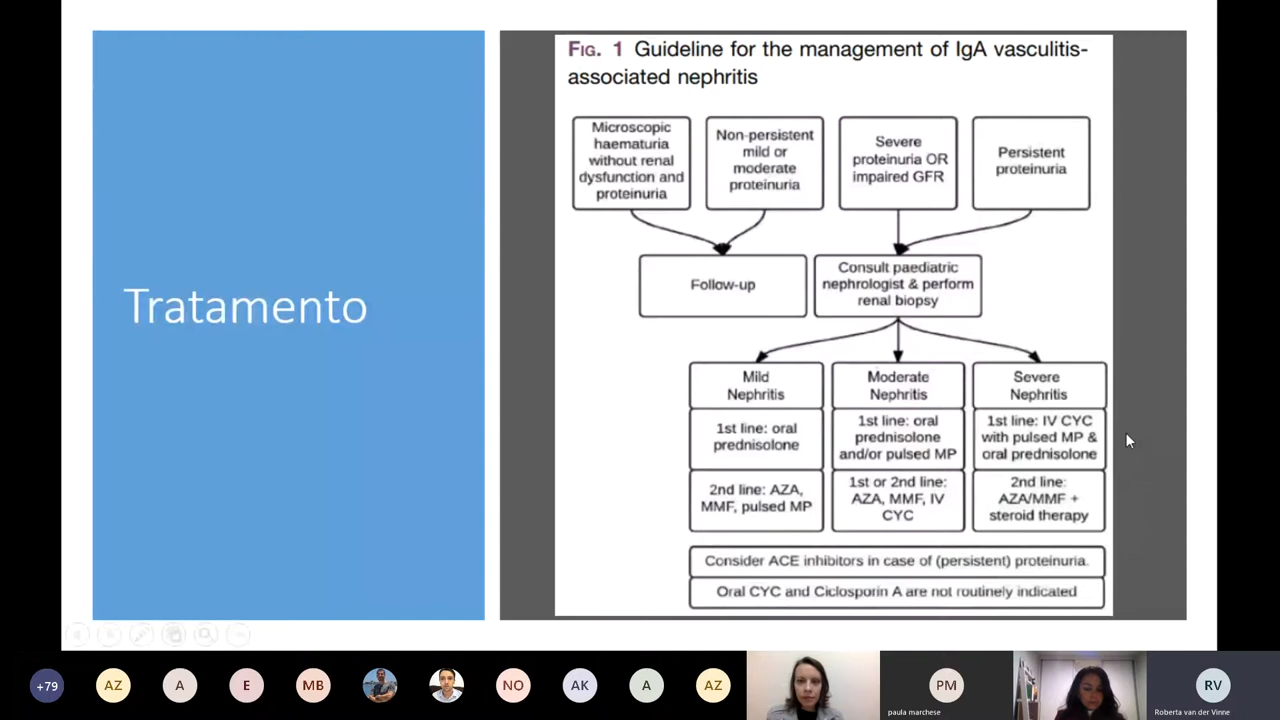 Tratamento
FIG. 1 Guideline for the management of IgA vasculitis-
associated nephritis
Microscopic
haematuria
without renal
dysfunction and
proteinuria
Non-persistent
mild or
moderate
proteinuria
Severe
proteinuria OR
impaired GFR
Persistent
proteinuria
Follow-up
Consult paediatric
nephrologist & perform
renal biopsy
Mild
Nephritis
Moderate
Nephritis
Severe
Nephritis
1st line: oral
prednisolone
1st line: oral
prednisolone
and/or pulsed MP
1st line: IV CYC
with pulsed MP &
oral prednisolone
2nd line: AZA,
MMF, pulsed MP
1st or 2nd line:
AZA, MMF, IV
CYC
2nd line:
AZA/MMF +
steroid therapy
Consider ACE inhibitors in case of (persistent) proteinuria.
Oral CYC and Ciclosporin A are not routinely indicated
+79
AZ
A
E
MB
NO
AK
A
AZ
PM
paula marchese
RV
Roberta van der Vinne